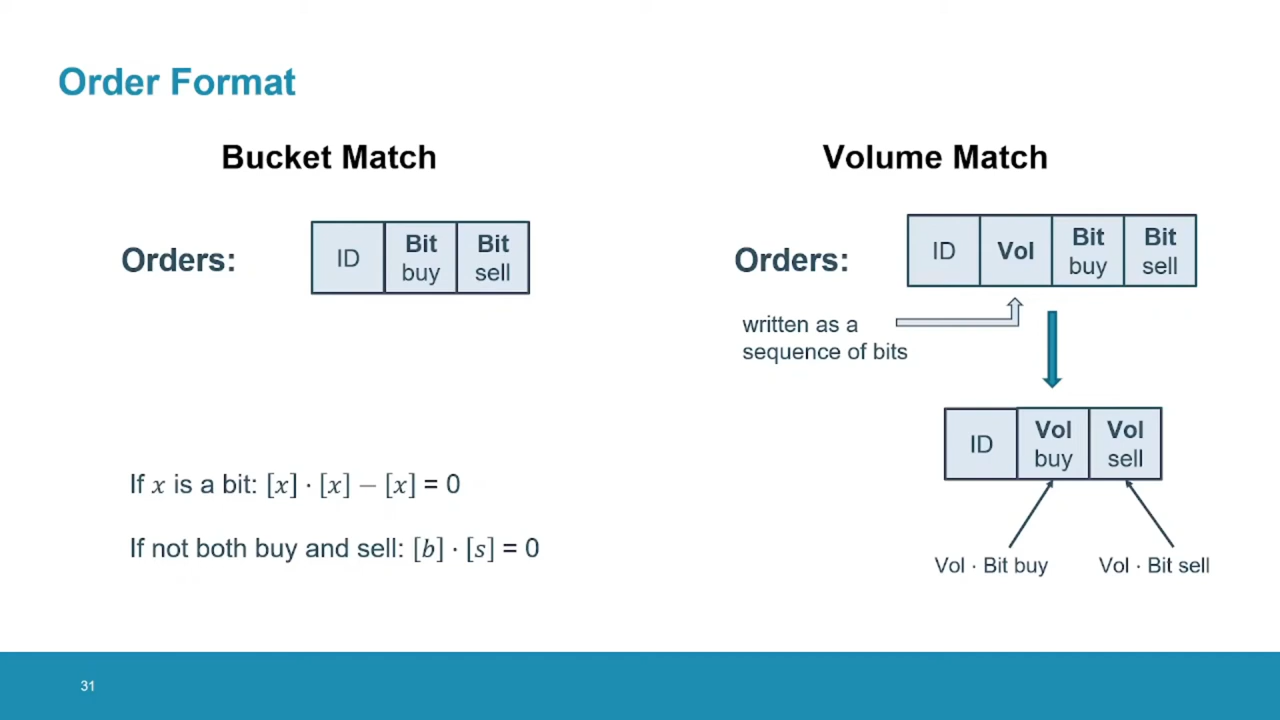 Order Format
Bucket Match
Orders:
ID
Bit
buy
Bit
sell
If x is a bit: [x] · [x] − [x] = 0
If not both buy and sell: [b] · [s] = 0
Volume Match
Orders:
ID
Vol
Bit
buy
Bit
sell
written as a
sequence of bits
ID
Vol
buy
Vol
sell
Vol · Bit buy
Vol · Bit sell
31